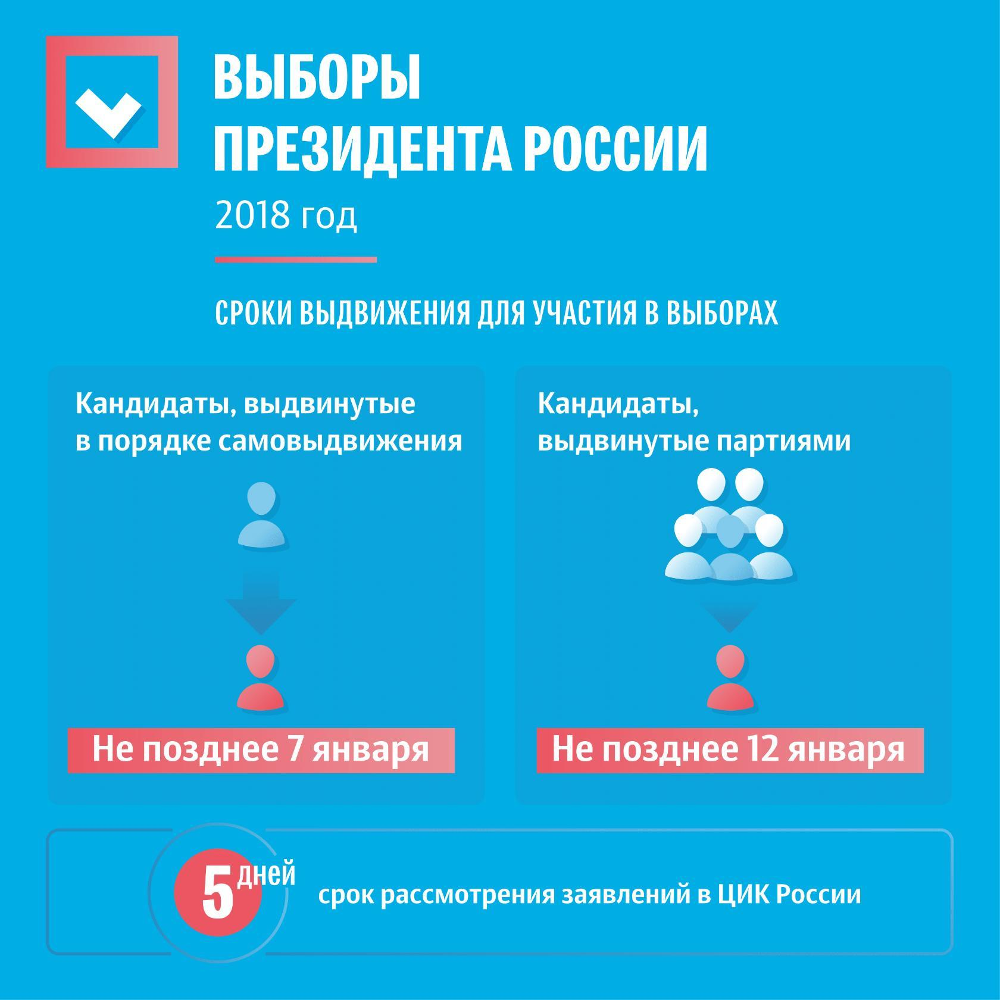 ВЫБОРЫ
ПРЕЗИДЕНТА РОССИИ
2018 год
СРОКИ ВЫДВИЖЕНИЯ ДЛЯ УЧАСТИЯ В ВЫБОРАХ
Кандидаты, выдвинутые
в порядке самовыдвижения
Не позднее 7 января
Кандидаты,
выдвинутые партиями
Не позднее 12 января
5 дней
срок рассмотрения заявлений в ЦИК России